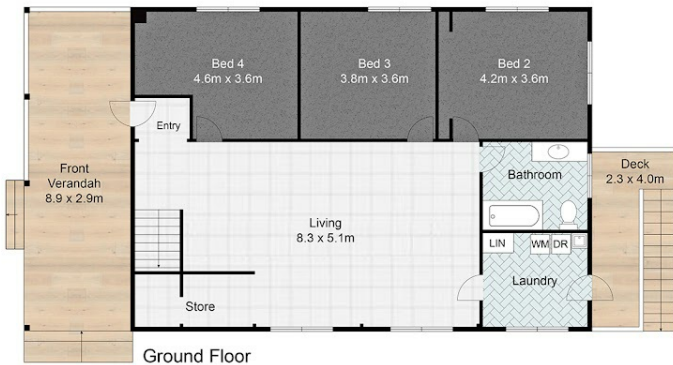 Bed 4
4.6m x 3.6m
Bed 3
3.8m x 3.6m
Bed 2
4.2m x 3.6m
Entry
Front
Verandah
8.9 x 2.9m
Bathroom
Deck
2.3 x 4.0m
Living
8.3 x 5.1m
LIN
WM
DR
Laundry
Store
Ground Floor